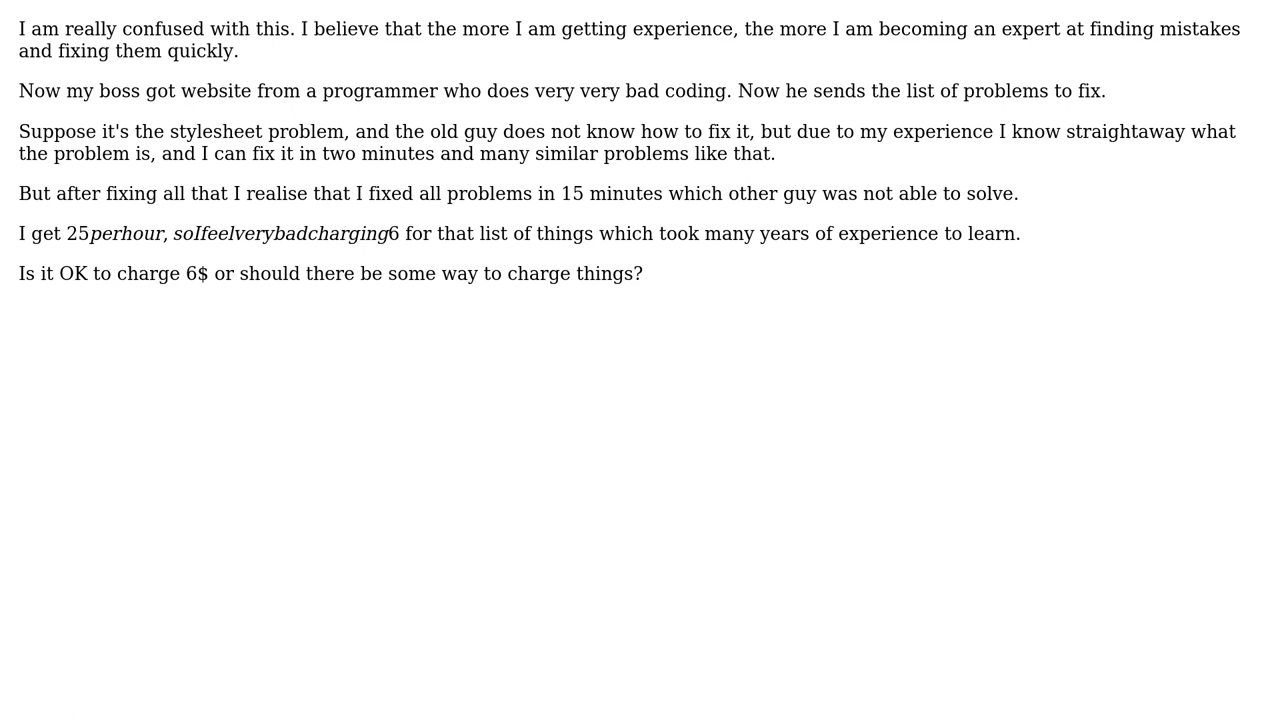 I am really confused with this. I believe that the more I am getting experience, the more I am becoming an expert at finding mistakes
and fixing them quickly.
Now my boss got website from a programmer who does very very bad coding. Now he sends the list of problems to fix.
Suppose it's the stylesheet problem, and the old guy does not know how to fix it, but due to my experience I know straightaway what
the problem is, and I can fix it in two minutes and many similar problems like that.
But after fixing all that I realise that I fixed all problems in 15 minutes which other guy was not able to solve.
I get 25perhour, soIfeelverybadcharging6 for that list of things which took many years of experience to learn.
Is it OK to charge 6$ or should there be some way to charge things?